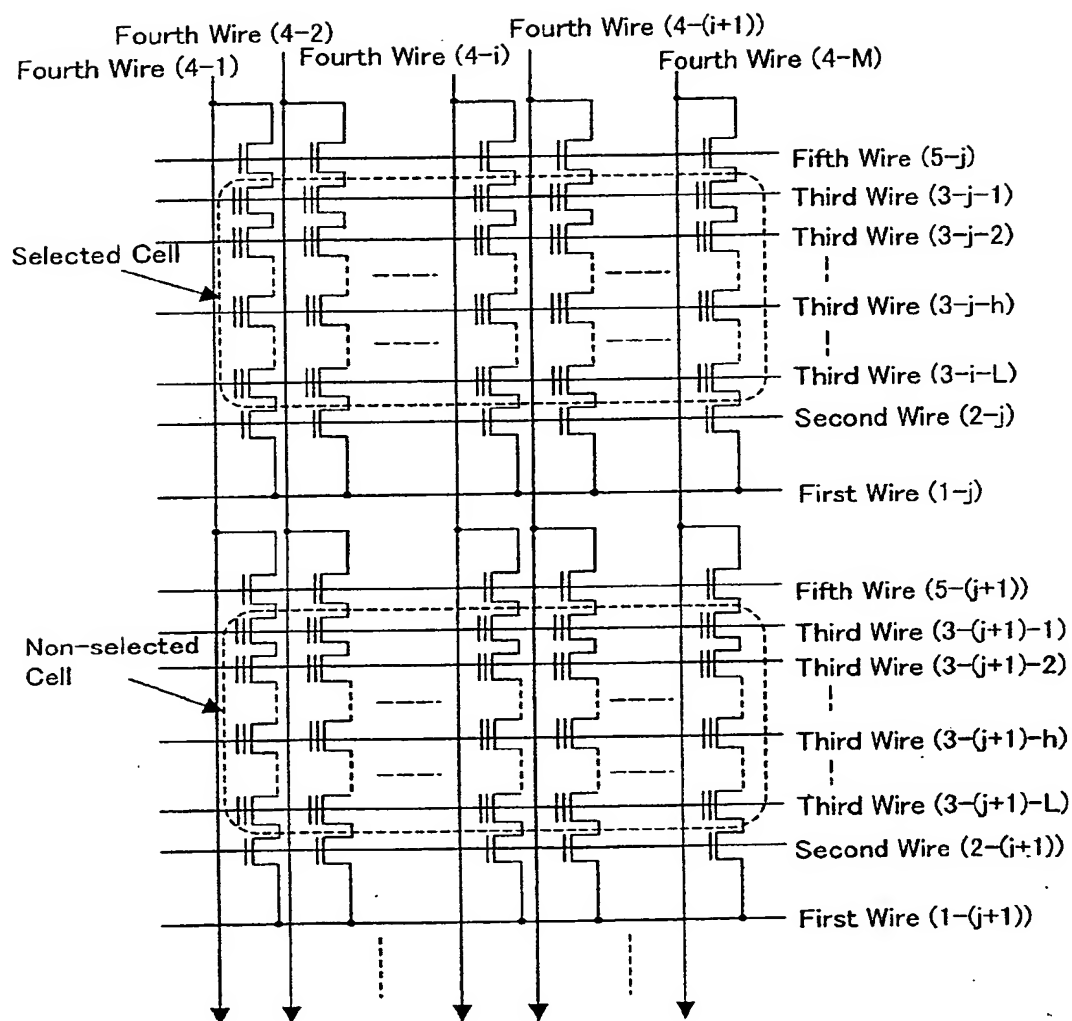 Fourth Wire (4-2)
Fourth Wire (4-(i+1))
Fourth Wire (4-1)
Fourth Wire (4-i)
Fourth Wire (4-M)
Fifth Wire (5-j)
Third Wire (3-j-1)
Third Wire (3-j-2)
Selected Cell
Third Wire (3-j-h)
Third Wire (3-i-L)
Second Wire (2-j)
First Wire (1-j)
Fifth Wire (5-(j+1))
Third Wire (3-(j+1)-1)
Non-selected
Cell
Third Wire (3-(j+1)-2)
Third Wire (3-(j+1)-h)
Third Wire (3-(j+1)-L)
Second Wire (2-(j+1))
First Wire (1-(j+1))